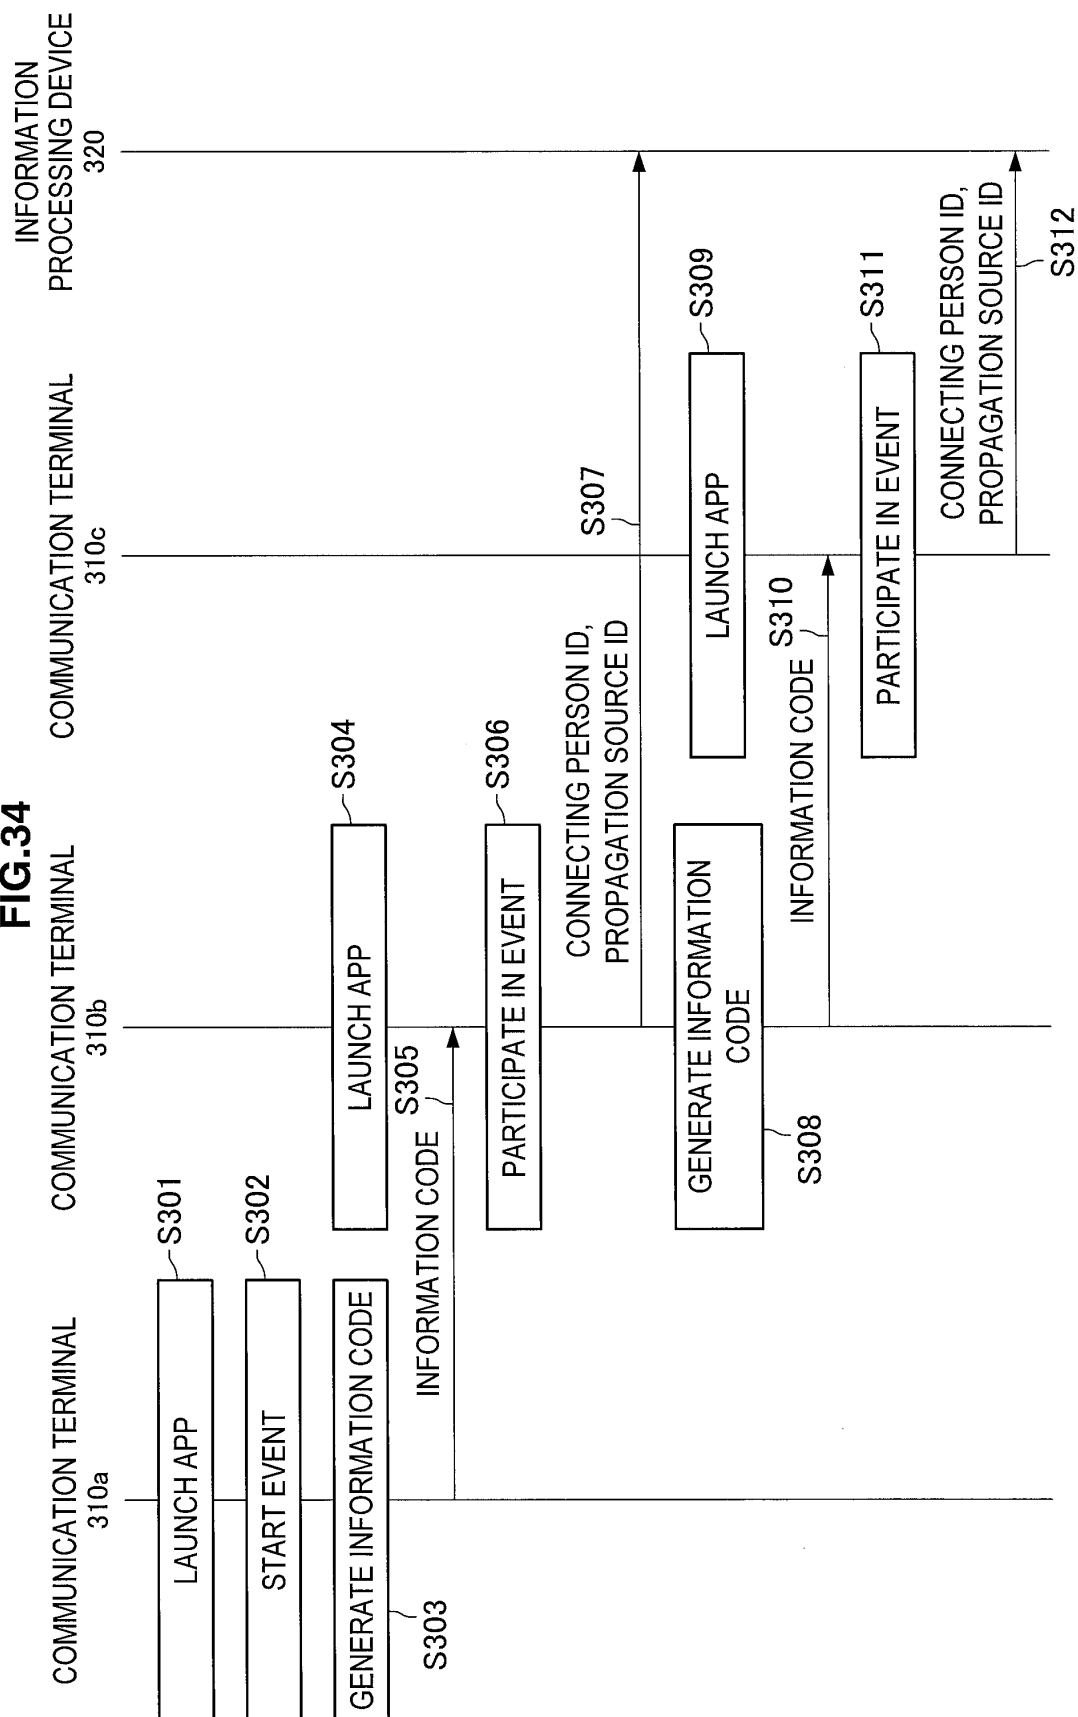 FIG.34
COMMUNICATION TERMINAL
310a
COMMUNICATION TERMINAL
310b
COMMUNICATION TERMINAL
310c
INFORMATION
PROCESSING DEVICE
320
LAUNCH APP
S301
START EVENT
S302
GENERATE INFORMATION CODE
S303
LAUNCH APP
S304
INFORMATION CODE
S305
PARTICIPATE IN EVENT
S306
CONNECTING PERSON ID,
PROPAGATION SOURCE ID
S307
GENERATE INFORMATION
CODE
S308
LAUNCH APP
S309
INFORMATION CODE
S310
PARTICIPATE IN EVENT
S311
CONNECTING PERSON ID,
PROPAGATION SOURCE ID
S312